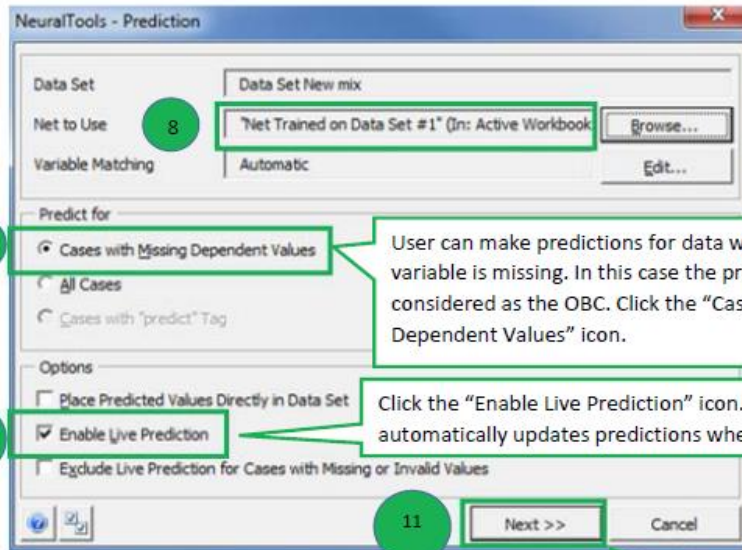 NeuralTools - Prediction
Data Set Data Set New mix
Net to Use 8 "Net Trained on Data Set #1" (In: Active Workbook Browse...
Variable Matching Automatic Edit...
Predict for
Cases with Missing Dependent Values
All Cases
Cases with "predict" Tag
User can make predictions for data w
variable is missing. In this case the pr
considered as the OBC. Click the "Cas
Dependent Values" icon.
Options
Place Predicted Values Directly in Data Set
Enable Live Prediction
Exclude Live Prediction for Cases with Missing or Invalid Values
Click the "Enable Live Prediction" icon.
automatically updates predictions whe
11 Next >> Cancel